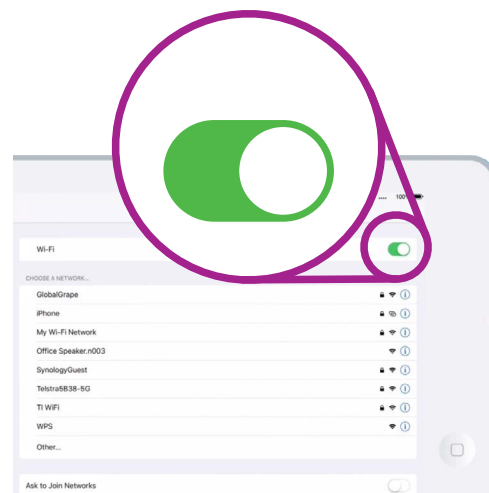 100%
Wi-Fi
CHOOSE A NETWORK...
GlobalGrape
iPhone
My Wi-Fi Network
Office Speaker.n003
SynologyGuest
Telstra5B38-5G
TI WiFi
WPS
Other...
Ask to Join Networks